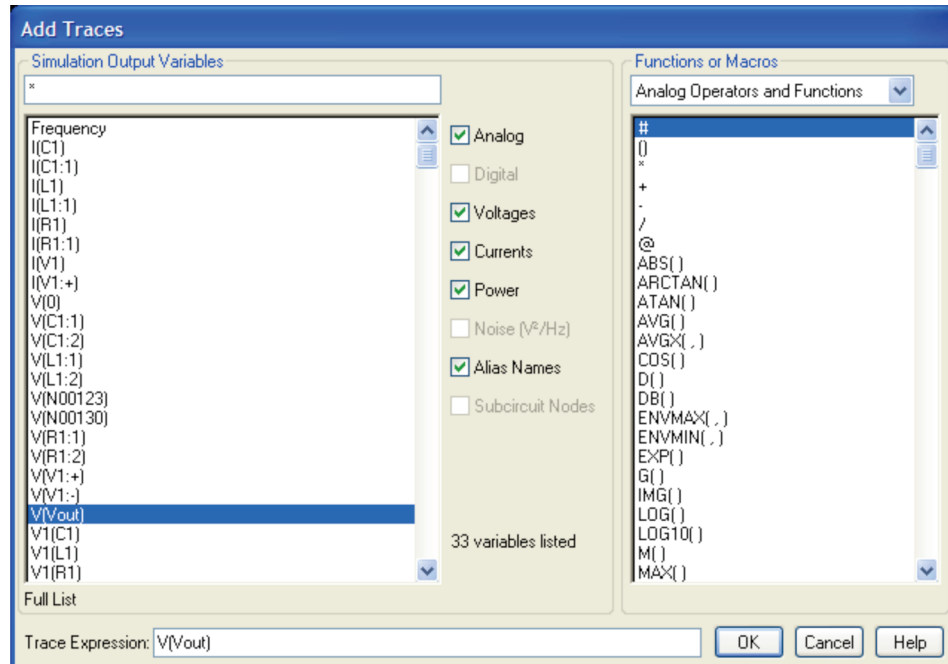 Add Traces
Simulation Output Variables
*
Frequency
I(C1)
I(C1:1)
I(L1)
I(L1:1)
I(R1)
I(R1:1)
I(V1)
I(V1:+)
V(0)
V(C1:1)
V(C1:2)
V(L1:1)
V(L1:2)
V(N00123)
V(N00130)
V(R1:1)
V(R1:2)
V(V1:+)
V(V1:-)
V(Vout)
V1(C1)
V1(L1)
V1(R1)
Full List
Analog
Digital
Voltages
Currents
Power
Noise (V²/Hz)
Alias Names
Subcircuit Nodes
33 variables listed
Functions or Macros
Analog Operators and Functions
#
()
*
+
-
/
@
ABS( )
ARCTAN( )
ATAN( )
AVG( )
AVGX( , )
COS( )
D( )
DB( )
ENVMAX( , )
ENVMIN( , )
EXP( )
G( )
IMG( )
LOG( )
LOG10( )
M( )
MAX( )
Trace Expression: V(Vout)
OK
Cancel
Help